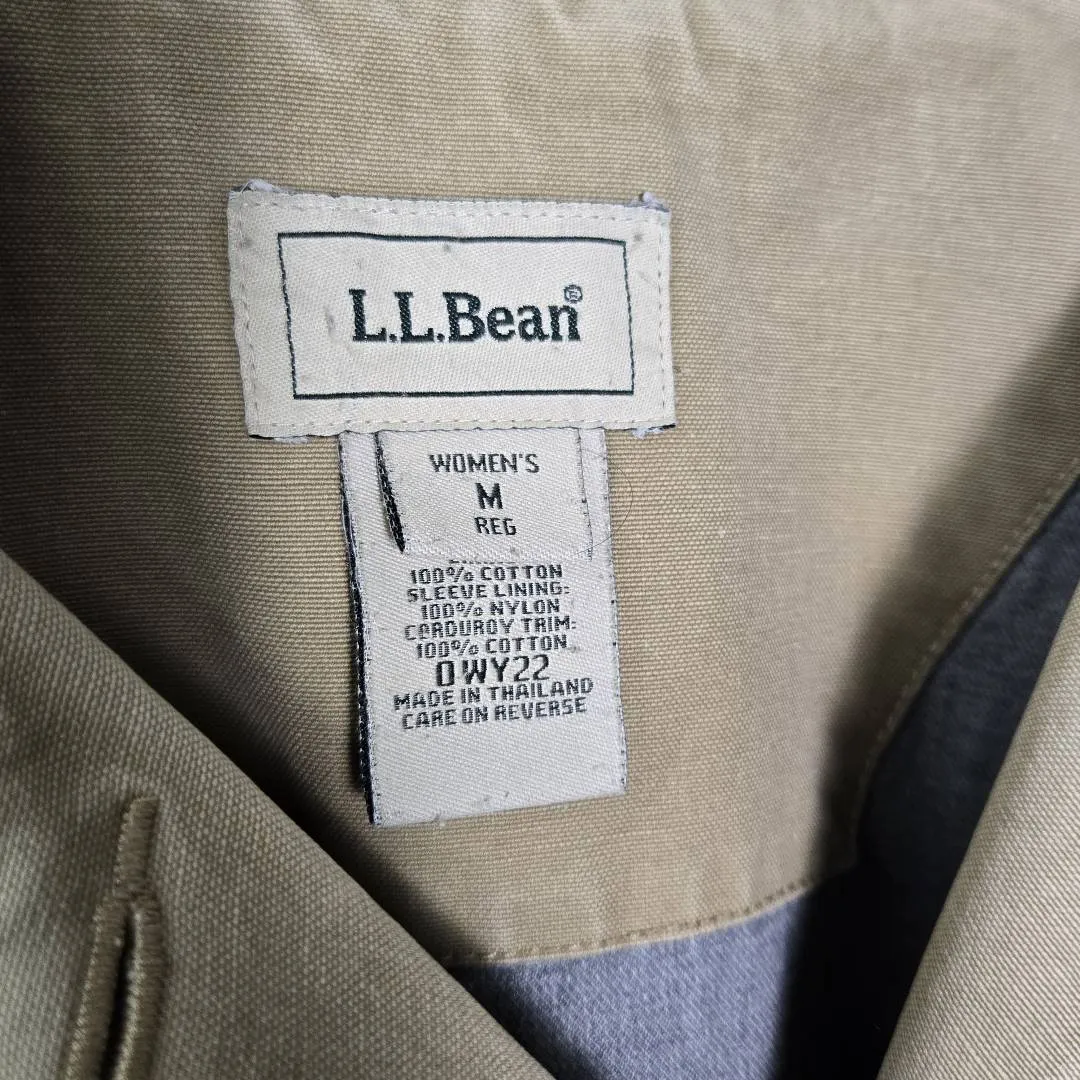 L.L.Bean®
WOMEN'S
M
REG
100% COTTON
SLEEVE LINING:
100% NYLON
CORDUROY TRIM:
100% COTTON
0WY22
MADE IN THAILAND
CARE ON REVERSE